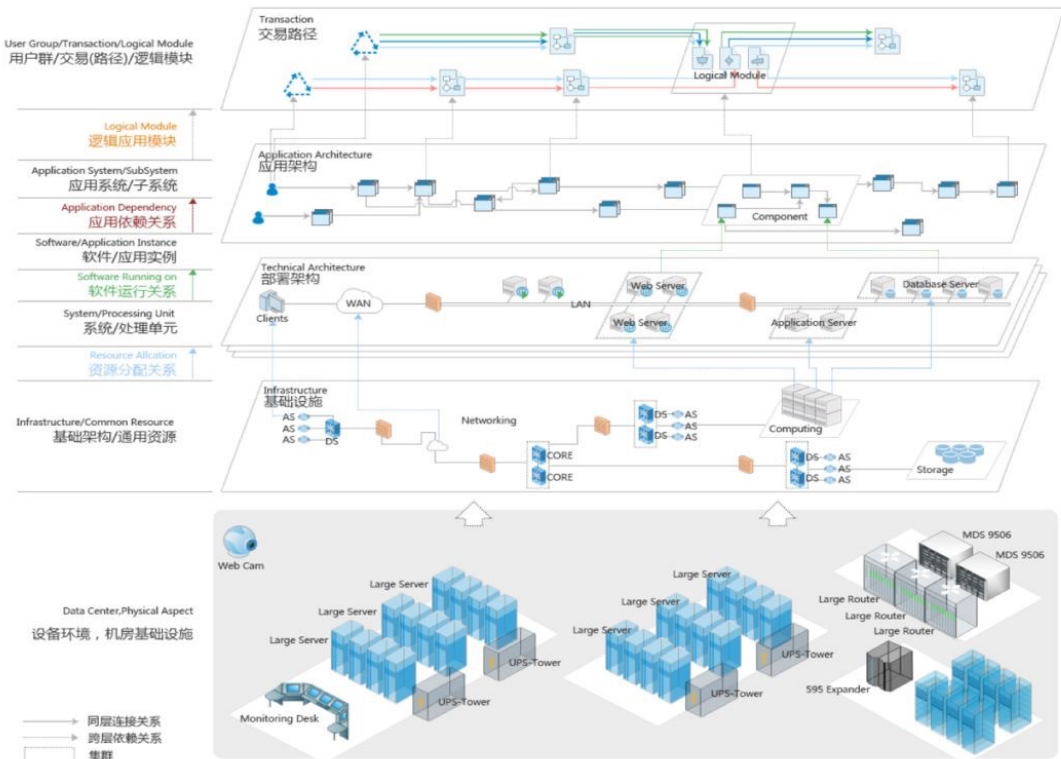 Transaction
交易路径
User Group/Transaction/Logical Module
用户群/交易(路径)/逻辑模块
Logical Module
Logical Module
逻辑应用模块
Application Architecture
应用架构
Application System/SubSystem
应用系统/子系统
Application Dependency
应用依赖关系
Component
Software/Application Instance
软件/应用实例
Technical Architecture
部署架构
Software Running on
软件运行关系
Clients
WAN
LAN
Web Server
Database Server
Web Server
Application Server
System/Processing Unit
系统/处理单元
Resource Allcation
资源分配关系
Infrastructure
基础设施
Infrastructure/Common Resource
基础架构/通用资源
AS
AS
AS
DS
Networking
CORE
CORE
DS
AS
AS
DS
AS
Computing
DS
AS
AS
DS
AS
Storage
Web Cam
Data Center,Physical Aspect
设备环境，机房基础设施
Large Server
Large Server
Large Server
UPS-Tower
UPS-Tower
Monitoring Desk
Large Server
Large Server
Large Server
UPS-Tower
UPS-Tower
MDS 9506
MDS 9506
Large Router
Large Router
Large Router
595 Expander
同层连接关系
跨层依赖关系
集群